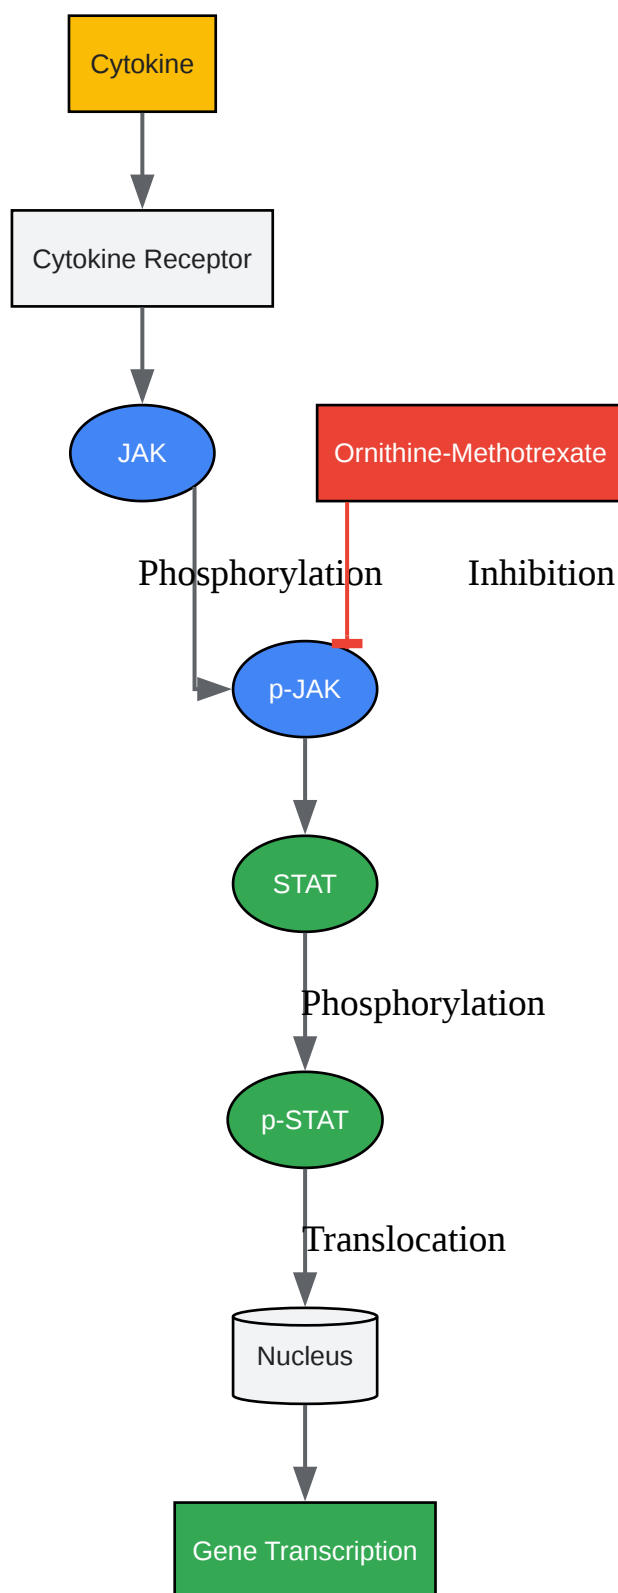 Cytokine
Cytokine Receptor
JAK
Ornithine-Methotrexate
Phosphorylation
Inhibition
p-JAK
STAT
Phosphorylation
p-STAT
Translocation
Nucleus
Gene Transcription